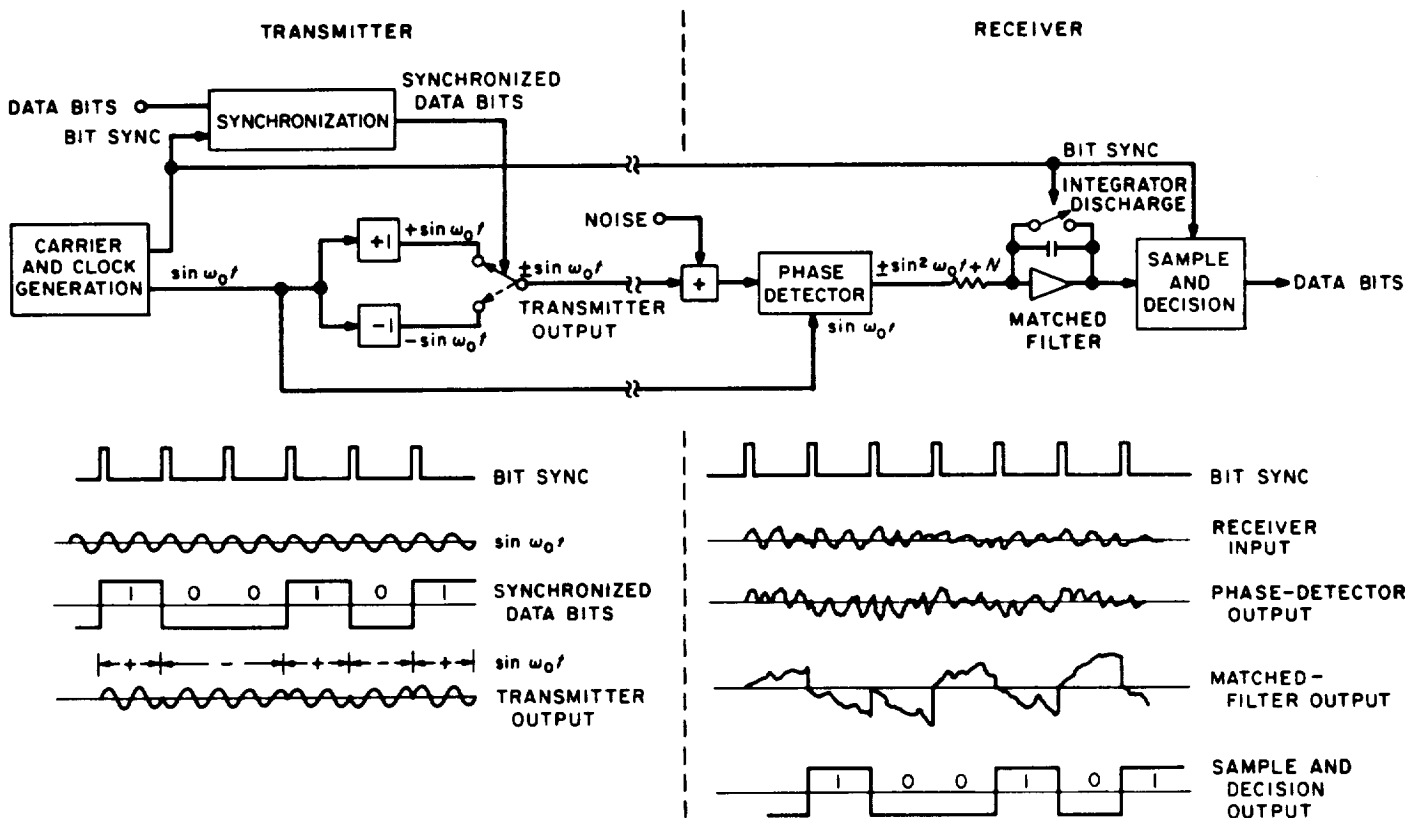 TRANSMITTER
RECEIVER
SYNCHRONIZED
DATA BITS
DATA BITS
BIT SYNC
SYNCHRONIZATION
BIT SYNC
INTEGRATOR
DISCHARGE
CARRIER
AND CLOCK
GENERATION
sin ω₀t
+1
+sin ω₀t
-1
-sin ω₀t
±sin ω₀t
TRANSMITTER
OUTPUT
NOISE
+
PHASE
DETECTOR
sin ω₀t
±sin² ω₀t + N
MATCHED
FILTER
SAMPLE
AND
DECISION
DATA BITS
BIT SYNC
sin ω₀t
1 0 0 1 0 1
SYNCHRONIZED
DATA BITS
+ - + - +
sin ω₀t
TRANSMITTER
OUTPUT
BIT SYNC
RECEIVER
INPUT
PHASE-DETECTOR
OUTPUT
MATCHED-
FILTER OUTPUT
1 0 0 1 0 1
SAMPLE AND
DECISION
OUTPUT